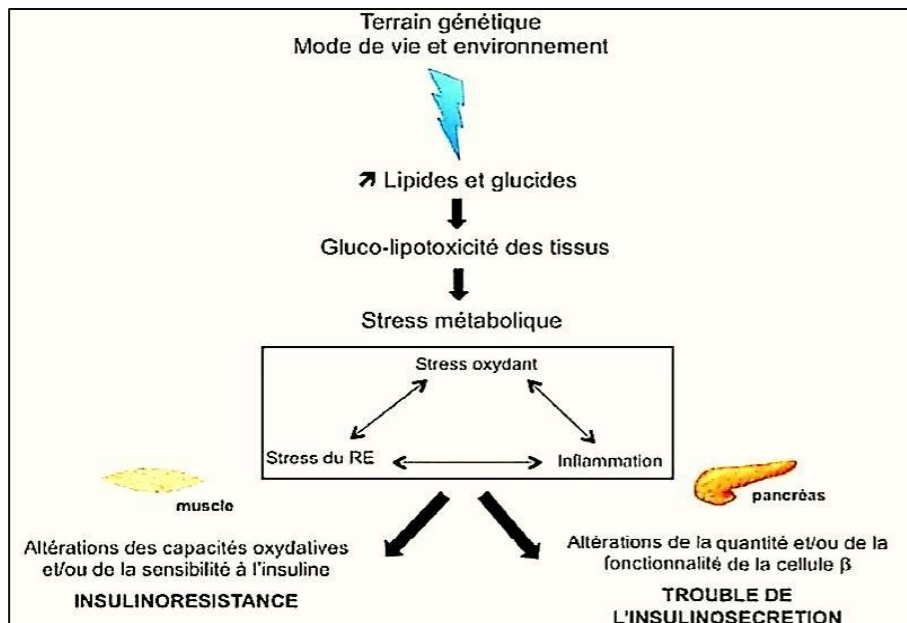 Terrain génétique
Mode de vie et environnement
↗ Lipides et glucides
Gluco-lipotoxicité des tissus
Stress métabolique
Stress oxydant
Stress du RE
Inflammation
muscle
pancréas
Altérations des capacités oxydatives
et/ou de la sensibilité à l'insuline
INSULINORESISTANCE
Altérations de la quantité et/ou de la
fonctionnalité de la cellule β
TROUBLE DE
L'INSULINOSECRETION